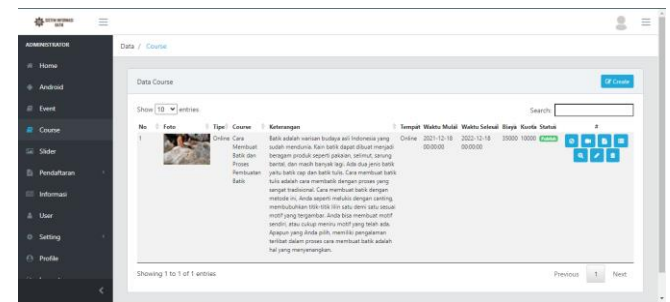 SISTEM INFORMASI
BATIK
ADMINISTRATOR
Data / Course
Home
Android
Event
Course
Slider
Pendaftaran
Informasi
User
Setting
Profile
Data Course
Create
Show 10 entries
Search:
No Foto Tipe Course Keterangan Tempat Waktu Mulai Waktu Selesai Biaya Kuota Status #
1 Online Cara Membuat Batik dan Proses Pembuatan Batik
Batik adalah warisan budaya asli Indonesia yang
sudah mendunia. Kain batik dapat dibuat menjadi
beragam produk seperti pakaian, selimut, sarung
bantal, dan masih banyak lagi. Ada dua jenis batik
yaitu batik cap dan batik tulis. Cara membuat batik
tulis adalah cara membatik dengan proses yang
sangat tradisional. Cara membuat batik dengan
metode ini, Anda seperti melukis dengan canting,
membubuhkan titik-titik lilin satu demi satu sesuai
motif yang tergambar. Anda bisa membuat motif
sendiri, atau cukup meniru motif yang telah ada.
Apapun yang Anda pilih, memiliki pengalaman
terlibat dalam proses cara membuat batik adalah
hal yang menyenangkan.
Online 2021-12-18 00:00:00 2022-12-18 00:00:00 35000 10000
Showing 1 to 1 of 1 entries
Previous 1 Next